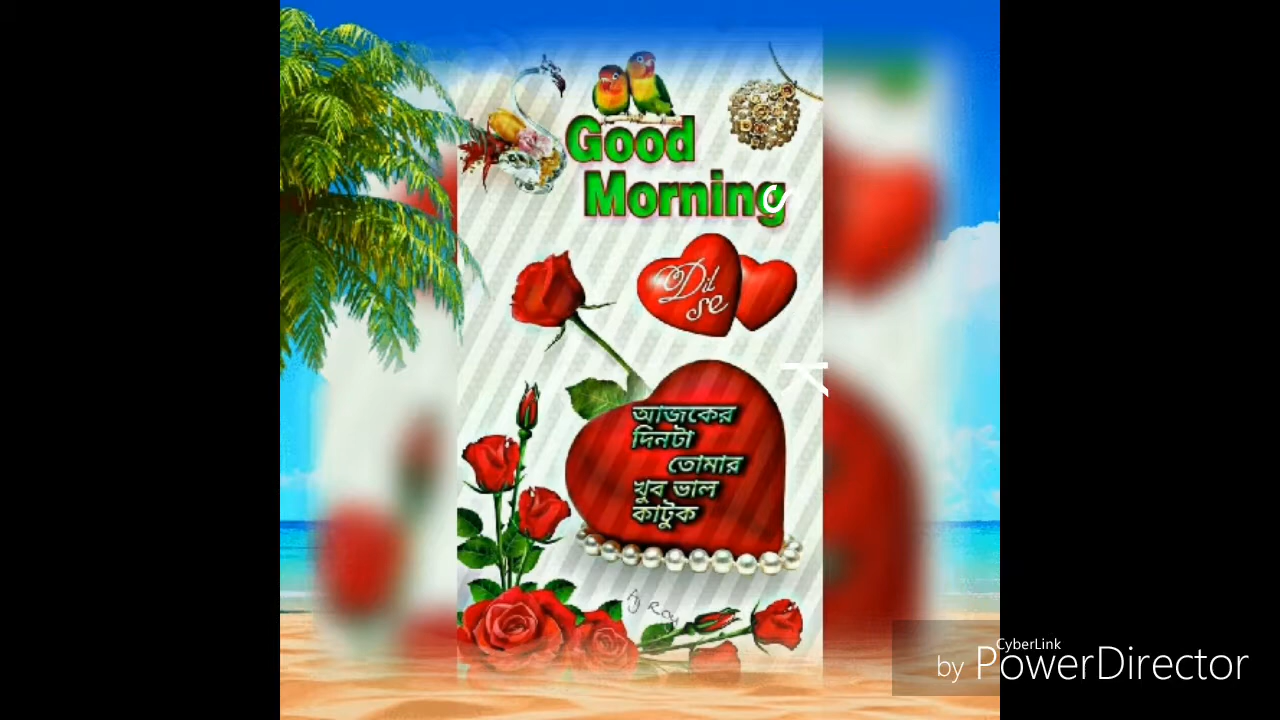 Good
Morning
Dil
se
আজকের
দিনটা
তোমার
খুব ভাল
কাটুক
CyberLink
by PowerDirector